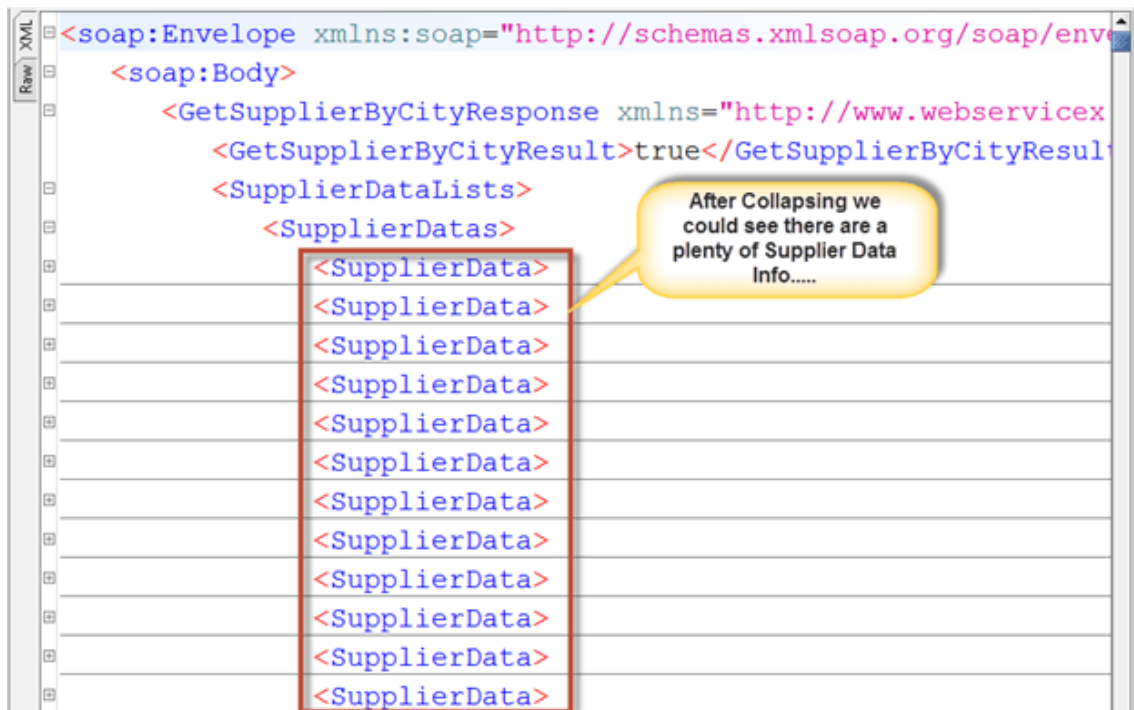 XML
Raw
<soap:Envelope xmlns:soap="http://schemas.xmlsoap.org/soap/enve
<soap:Body>
<GetSupplierByCityResponse xmlns="http://www.webservicex
<GetSupplierByCityResult>true</GetSupplierByCityResult
<SupplierDataLists>
<SupplierDatas>
After Collapsing we
could see there are a
plenty of Supplier Data
Info.....
<SupplierData>
<SupplierData>
<SupplierData>
<SupplierData>
<SupplierData>
<SupplierData>
<SupplierData>
<SupplierData>
<SupplierData>
<SupplierData>
<SupplierData>
<SupplierData>